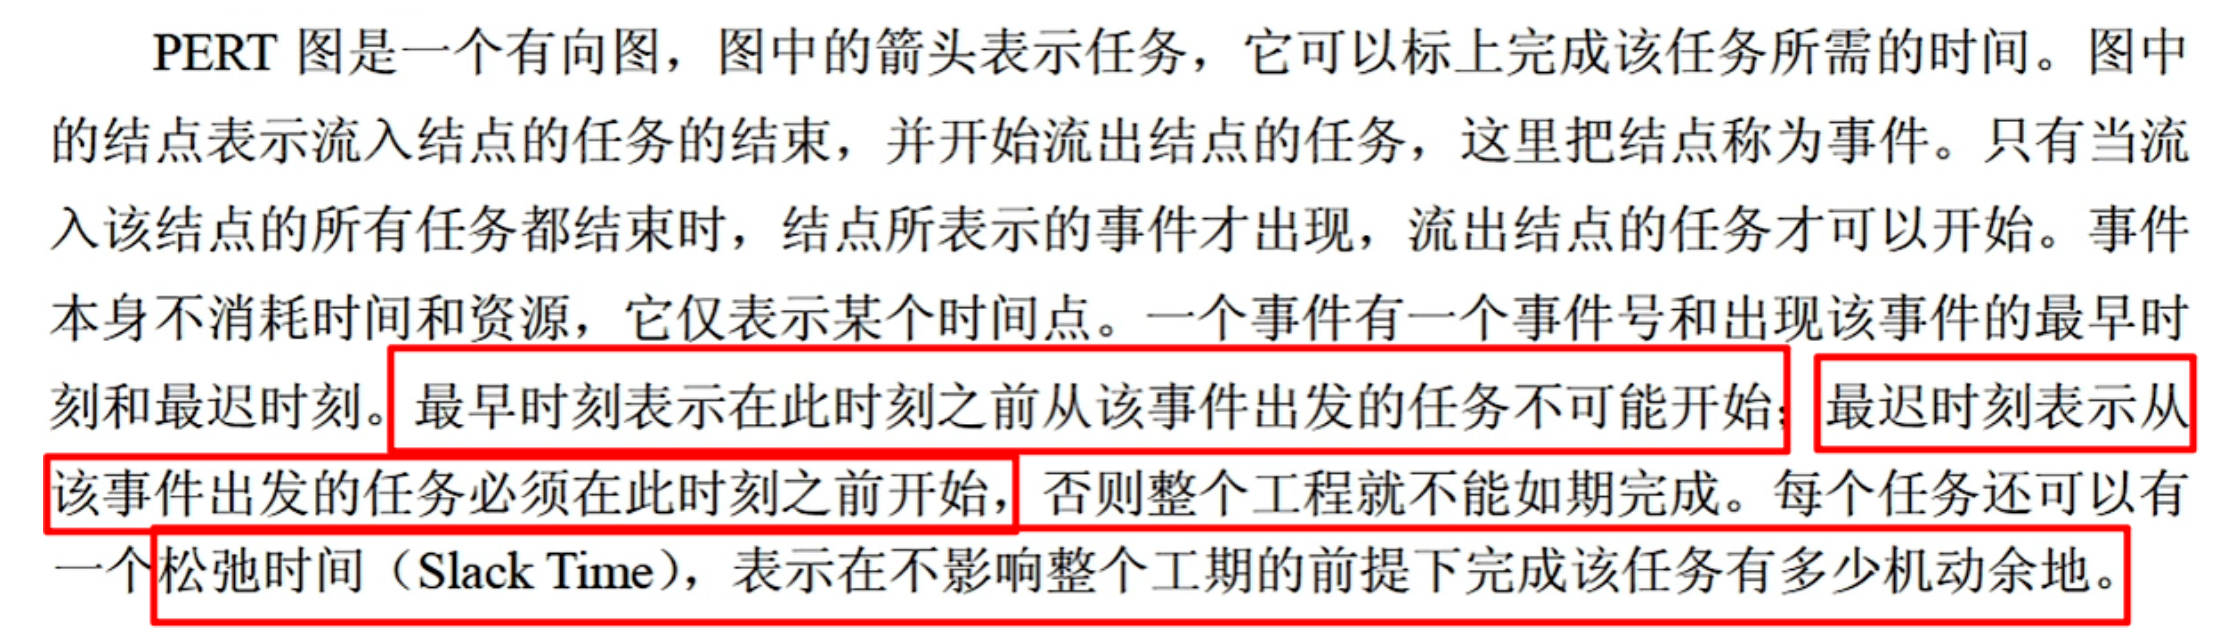 PERT 图是一个有向图，图中的箭头表示任务，它可以标上完成该任务所需的时间。图中
的结点表示流入结点的任务的结束，并开始流出结点的任务，这里把结点称为事件。只有当流
入该结点的所有任务都结束时，结点所表示的事件才出现，流出结点的任务才可以开始。事件
本身不消耗时间和资源，它仅表示某个时间点。一个事件有一个事件号和出现该事件的最早时
刻和最迟时刻。最早时刻表示在此时刻之前从该事件出发的任务不可能开始；最迟时刻表示从
该事件出发的任务必须在此时刻之前开始，否则整个工程就不能如期完成。每个任务还可以有
一个松弛时间（Slack Time），表示在不影响整个工期的前提下完成该任务有多少机动余地。